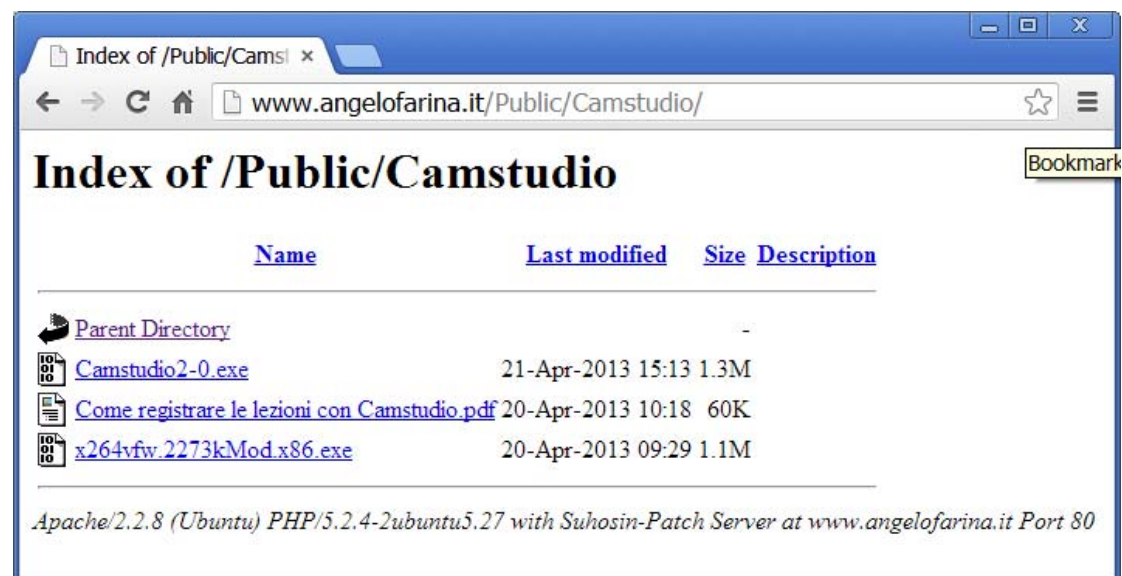 Index of /Public/Cams
www.angelofarina.it/Public/Camstudio/
Index of /Public/Camstudio
Bookmark
Name Last modified Size Description
Parent Directory -
Camstudio2-0.exe 21-Apr-2013 15:13 1.3M
Come registrare le lezioni con Camstudio.pdf 20-Apr-2013 10:18 60K
x264vfw.2273kMod.x86.exe 20-Apr-2013 09:29 1.1M
Apache/2.2.8 (Ubuntu) PHP/5.2.4-2ubuntu5.27 with Suhosin-Patch Server at www.angelofarina.it Port 80